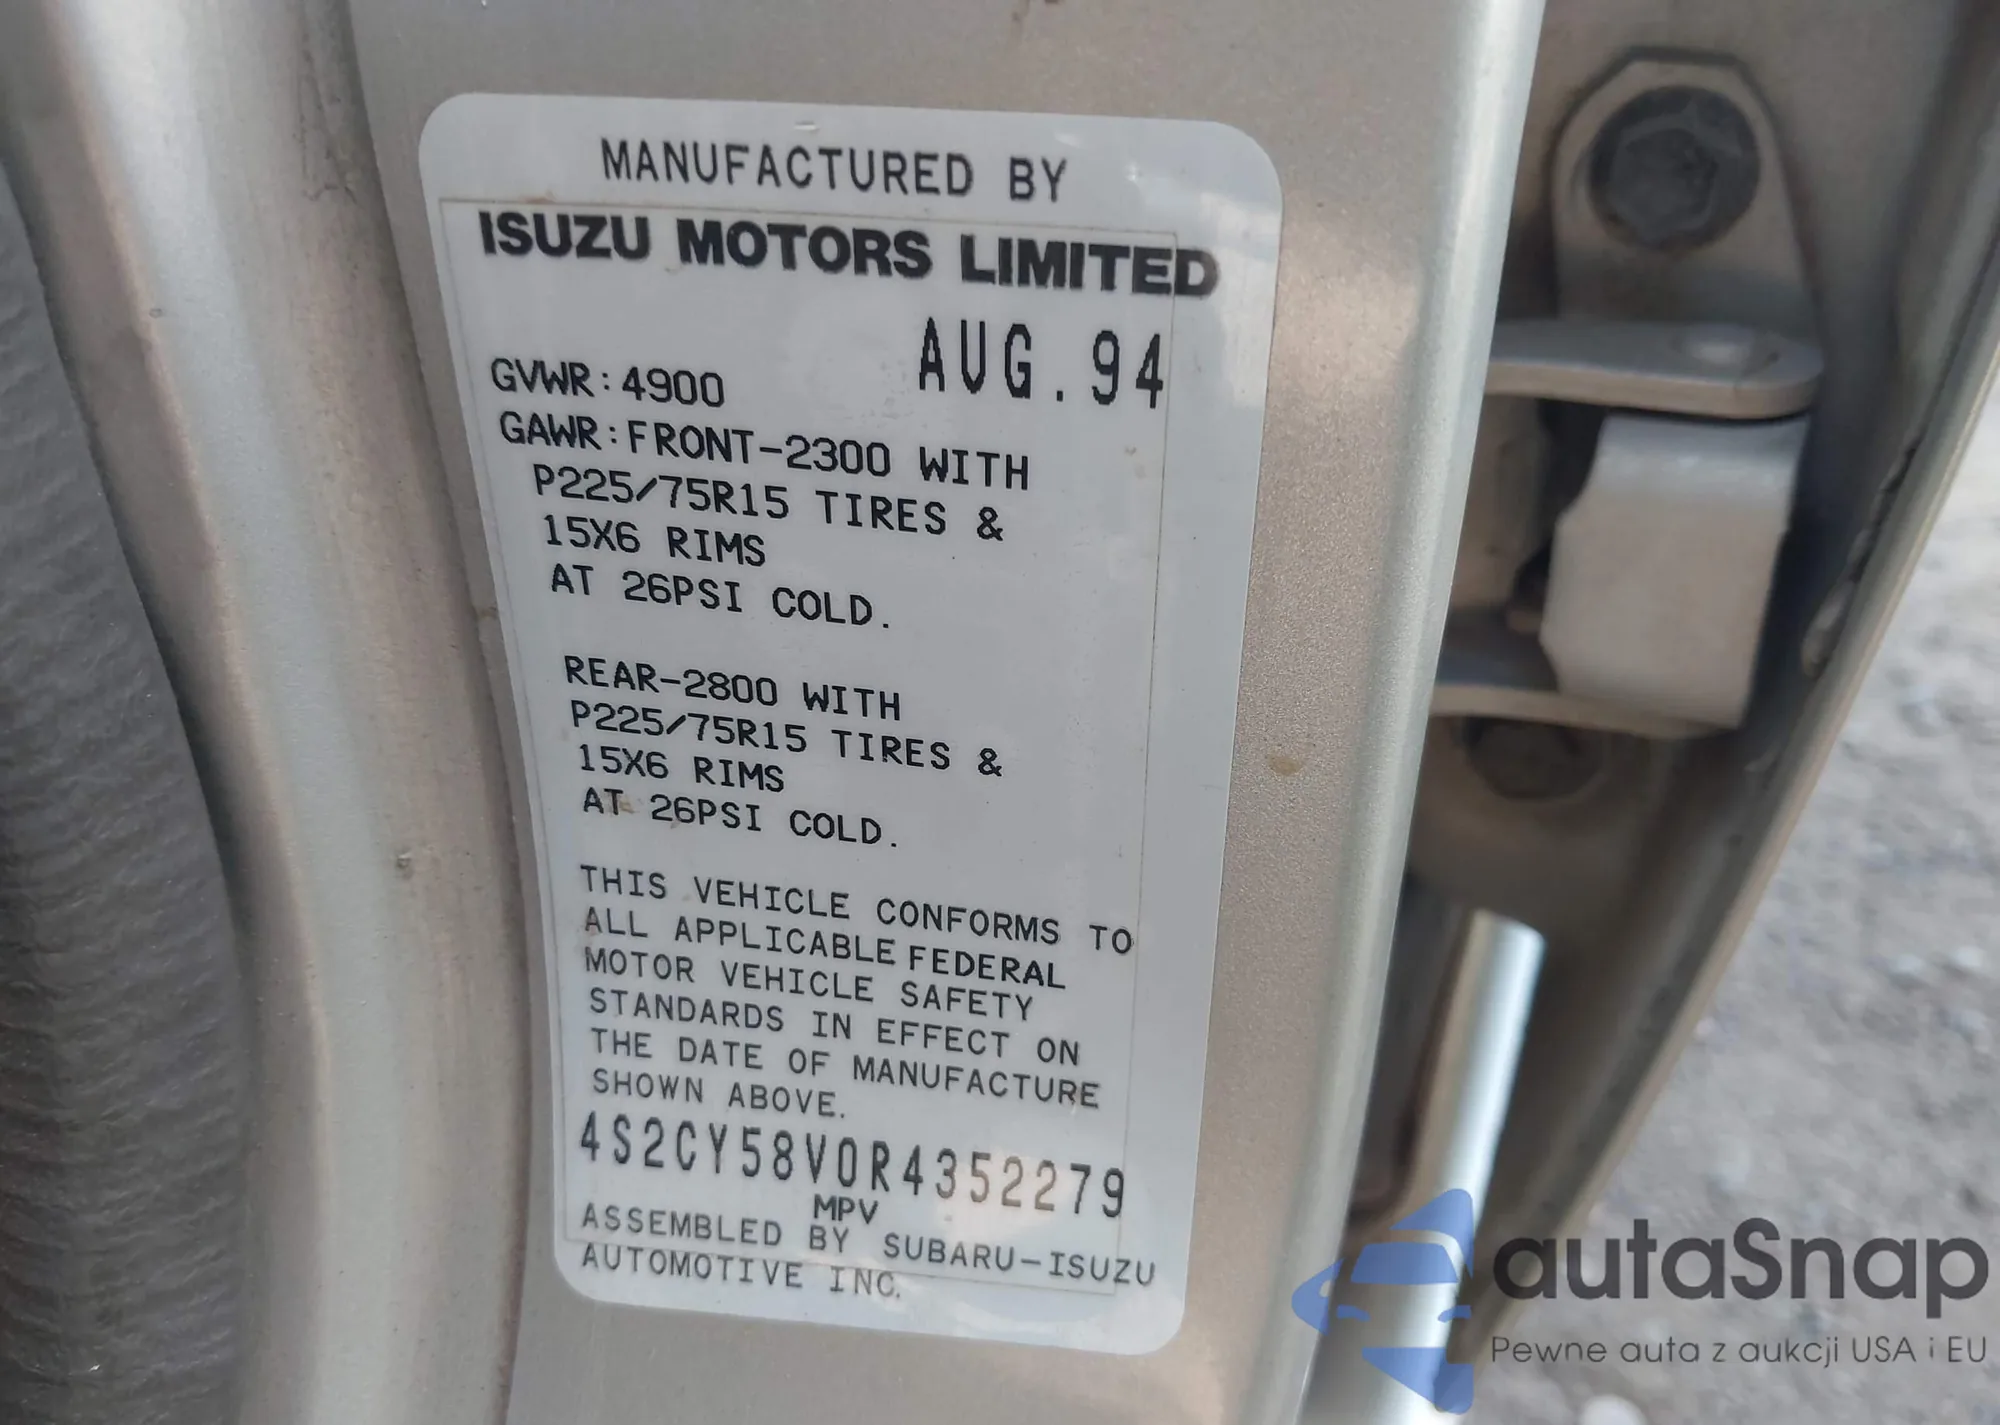 MANUFACTURED BY
ISUZU MOTORS LIMITED
AUG.94
GVWR:4900
GAWR:FRONT-2300 WITH
P225/75R15 TIRES &
15X6 RIMS
AT 26PSI COLD.
REAR-2800 WITH
P225/75R15 TIRES &
15X6 RIMS
AT 26PSI COLD.
THIS VEHICLE CONFORMS TO
ALL APPLICABLE FEDERAL
MOTOR VEHICLE SAFETY
STANDARDS IN EFFECT ON
THE DATE OF MANUFACTURE
SHOWN ABOVE.
4S2CY58V0R4352279
MPV
ASSEMBLED BY SUBARU-ISUZU
AUTOMOTIVE INC.
autaSnap
Pewne auta z aukcji USA i EU